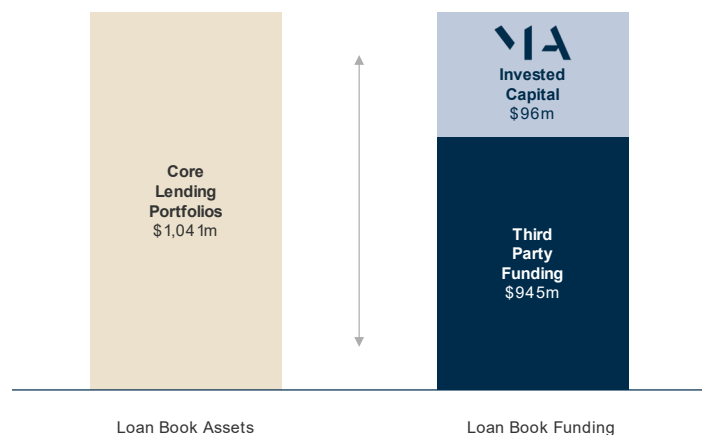 Core
Lending
Portfolios
$1,041m
MA
Invested
Capital
$96m
Third
Party
Funding
$945m
Loan Book Assets
Loan Book Funding